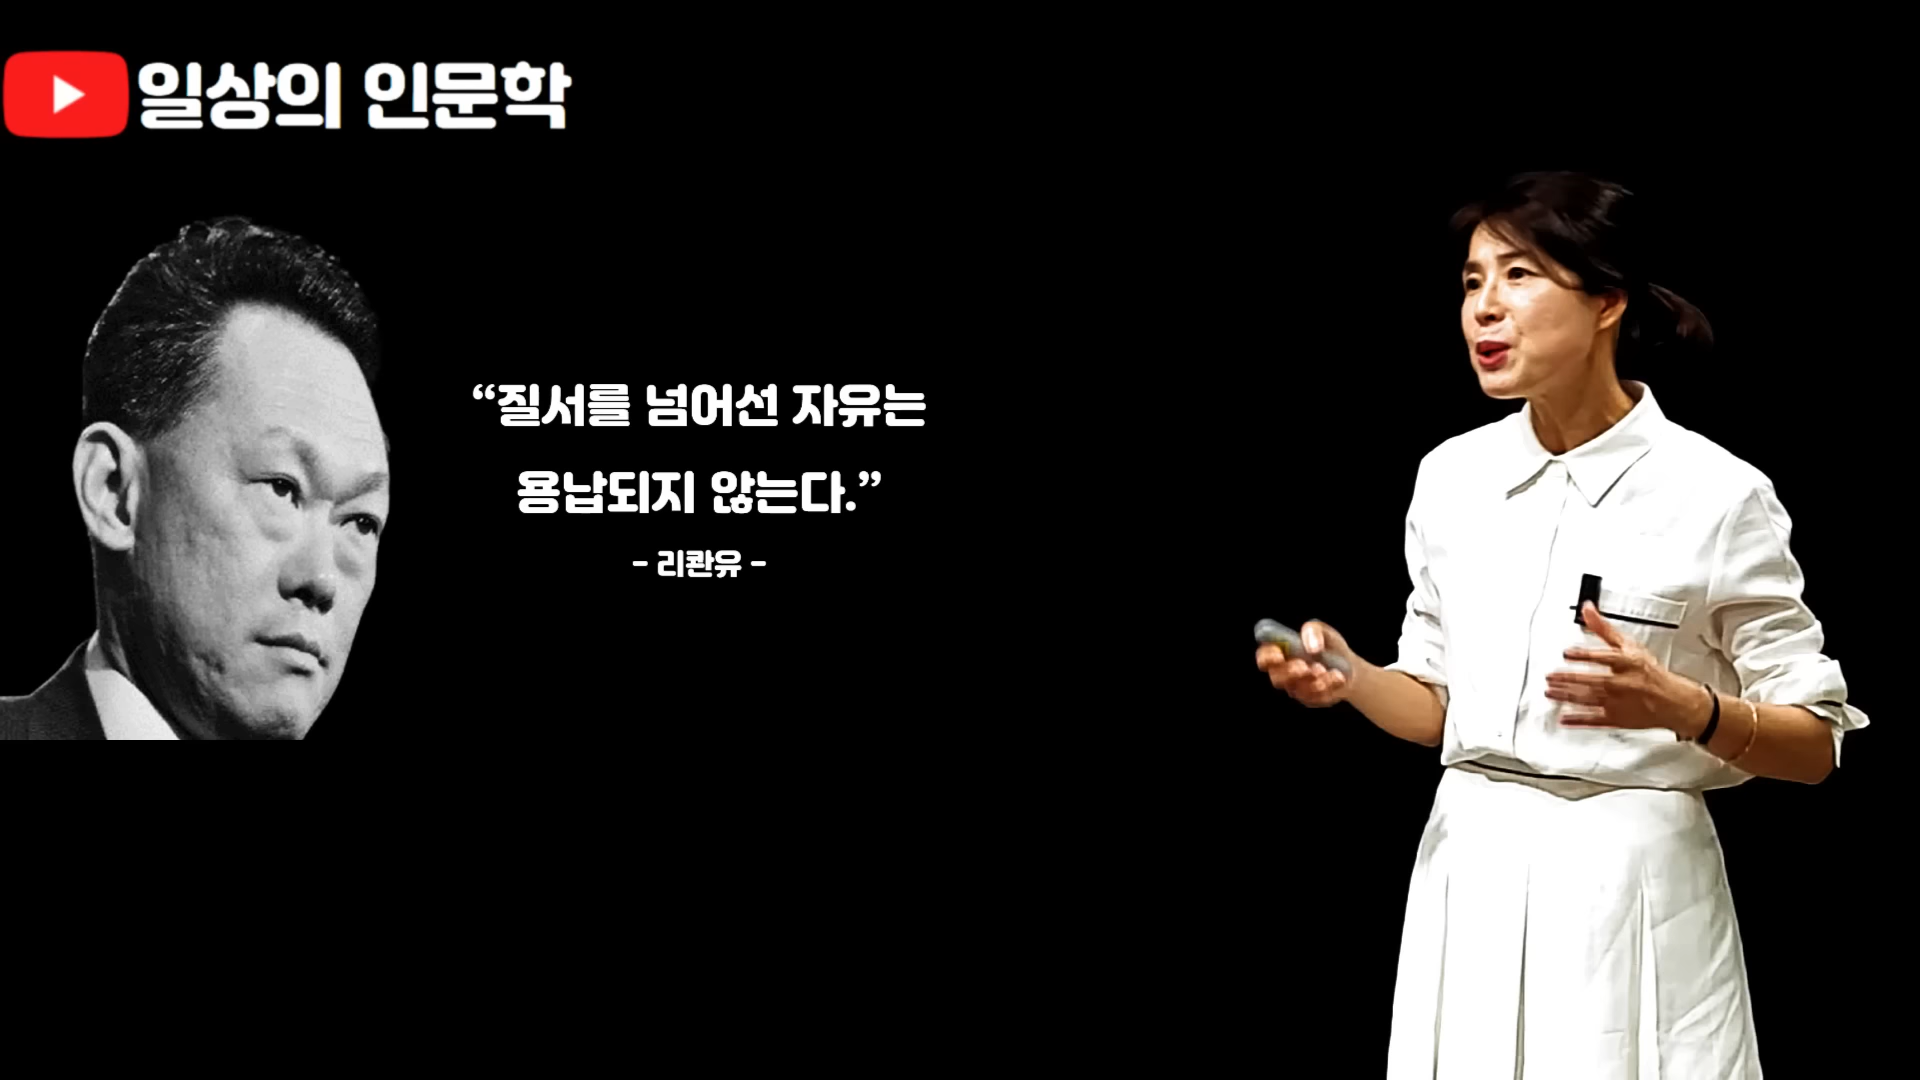 일상의 인문학
“질서를 넘어선 자유는
용납되지 않는다.”
- 리콴유 -